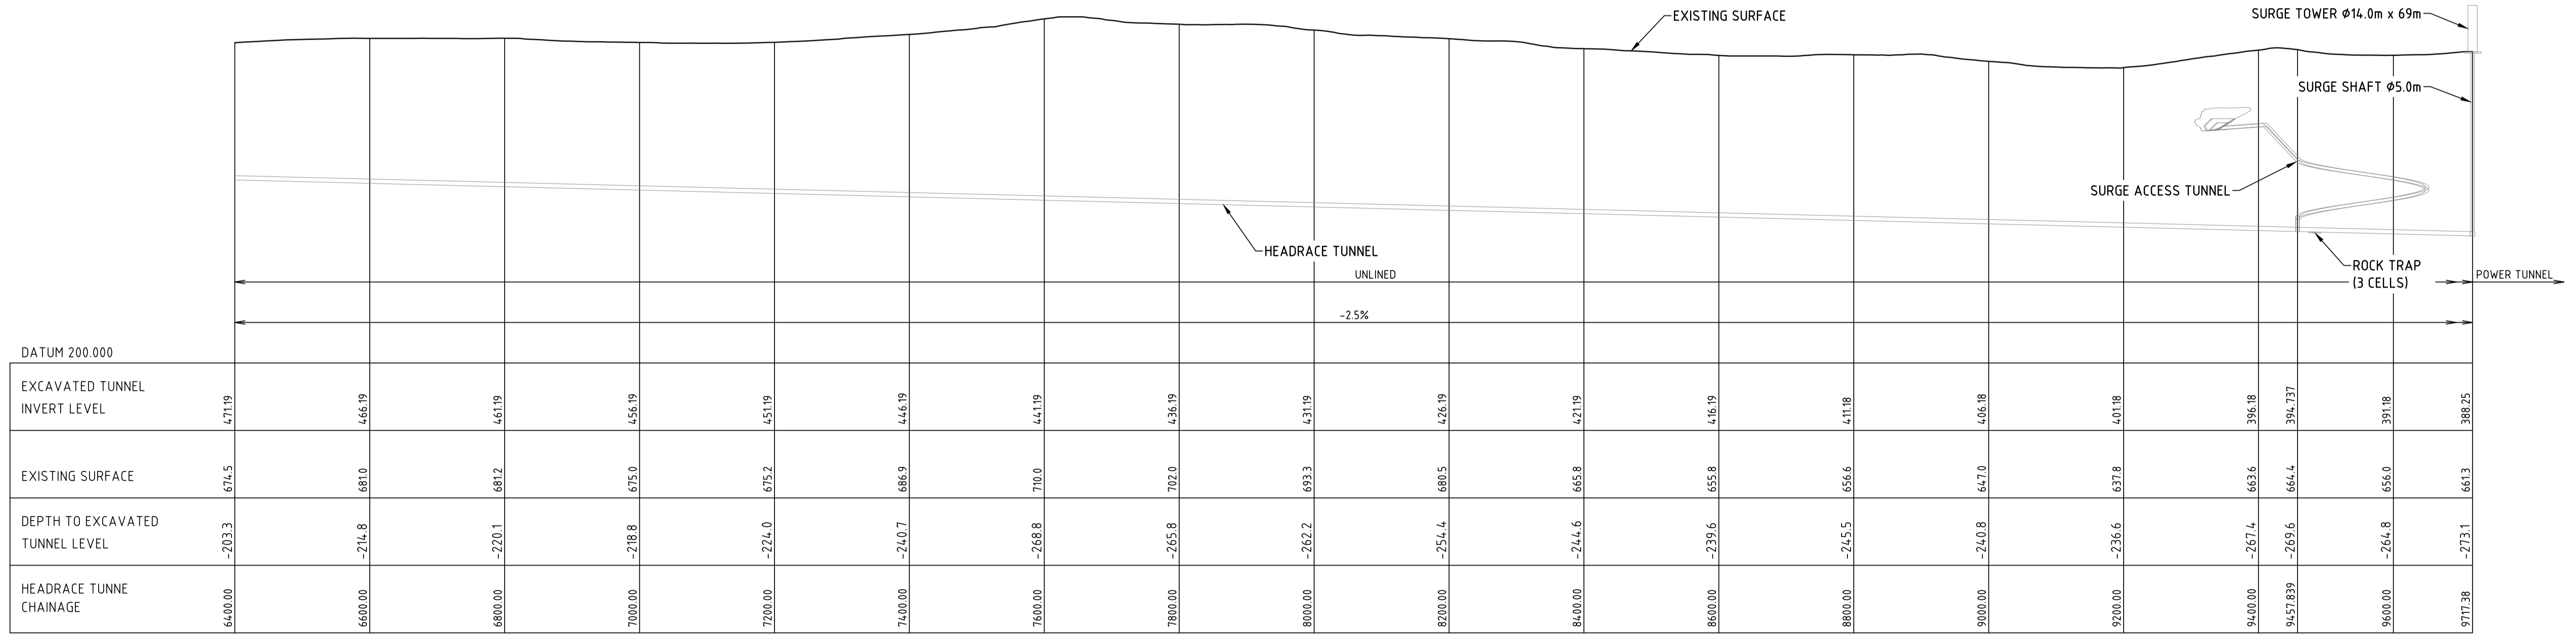 EXISTING SURFACE
SURGE TOWER Ø14.0m x 69m
SURGE SHAFT Ø5.0m
SURGE ACCESS TUNNEL
HEADRACE TUNNEL
ROCK TRAP
(3 CELLS)
UNLINED
POWER TUNNEL
-2.5%
DATUM 200.000
EXCAVATED TUNNEL
INVERT LEVEL
471.19 466.19 461.19 456.19 451.19 446.19 441.19 436.19 431.19 426.19 421.19 416.19 411.18 406.18 401.18 396.18 394.737 391.18 388.25
EXISTING SURFACE
674.5 681.0 681.2 675.0 675.2 686.9 710.0 702.0 693.3 680.5 665.8 655.8 656.6 647.0 637.8 663.6 664.4 656.0 661.3
DEPTH TO EXCAVATED
TUNNEL LEVEL
-203.3 -214.8 -220.1 -218.8 -224.0 -240.7 -268.8 -265.8 -262.2 -254.4 -244.6 -239.6 -245.5 -240.8 -236.6 -267.4 -269.6 -264.8 -273.1
HEADRACE TUNNE
CHAINAGE
6400.00 6600.00 6800.00 7000.00 7200.00 7400.00 7600.00 7800.00 8000.00 8200.00 8400.00 8600.00 8800.00 9000.00 9200.00 9400.00 9457.839 9600.00 9717.38